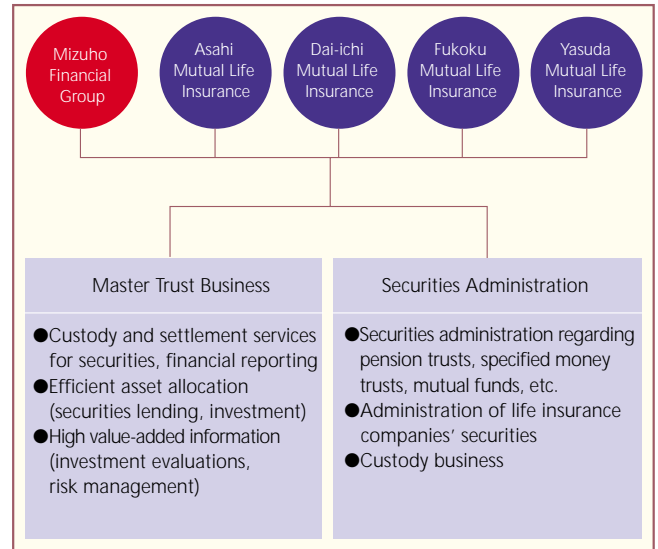 Mizuho
Financial
Group
Asahi
Mutual Life
Insurance
Dai-ichi
Mutual Life
Insurance
Fukoku
Mutual Life
Insurance
Yasuda
Mutual Life
Insurance
Master Trust Business
●Custody and settlement services
for securities, financial reporting
●Efficient asset allocation
(securities lending, investment)
●High value-added information
(investment evaluations,
risk management)
Securities Administration
●Securities administration regarding
pension trusts, specified money
trusts, mutual funds, etc.
●Administration of life insurance
companies’ securities
●Custody business